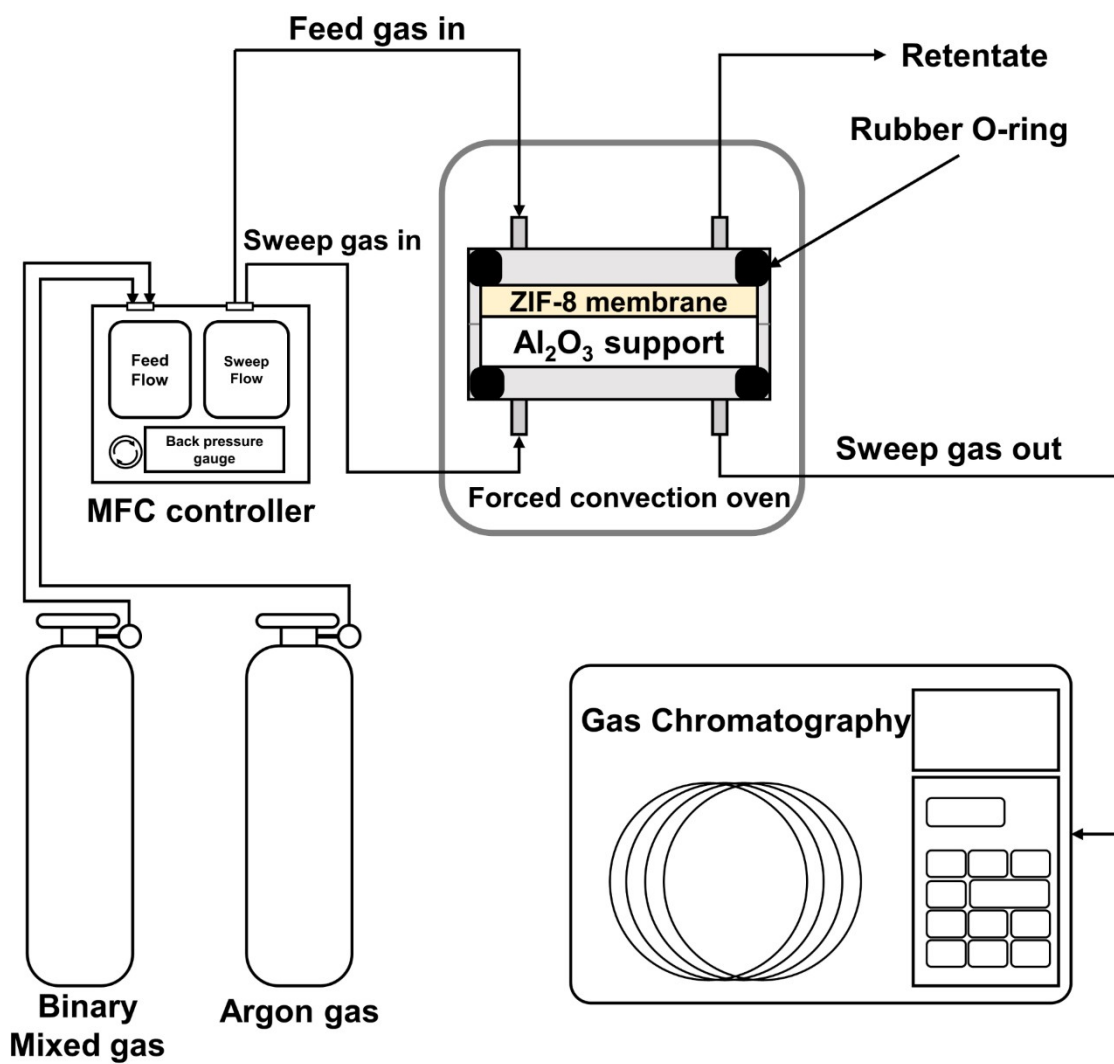 Feed gas in
Retentate
Rubber O-ring
Sweep gas in
ZIF-8 membrane
Al₂O₃ support
Feed
Flow
Sweep
Flow
Back pressure
gauge
MFC controller
Forced convection oven
Sweep gas out
Gas Chromatography
Binary
Mixed gas
Argon gas